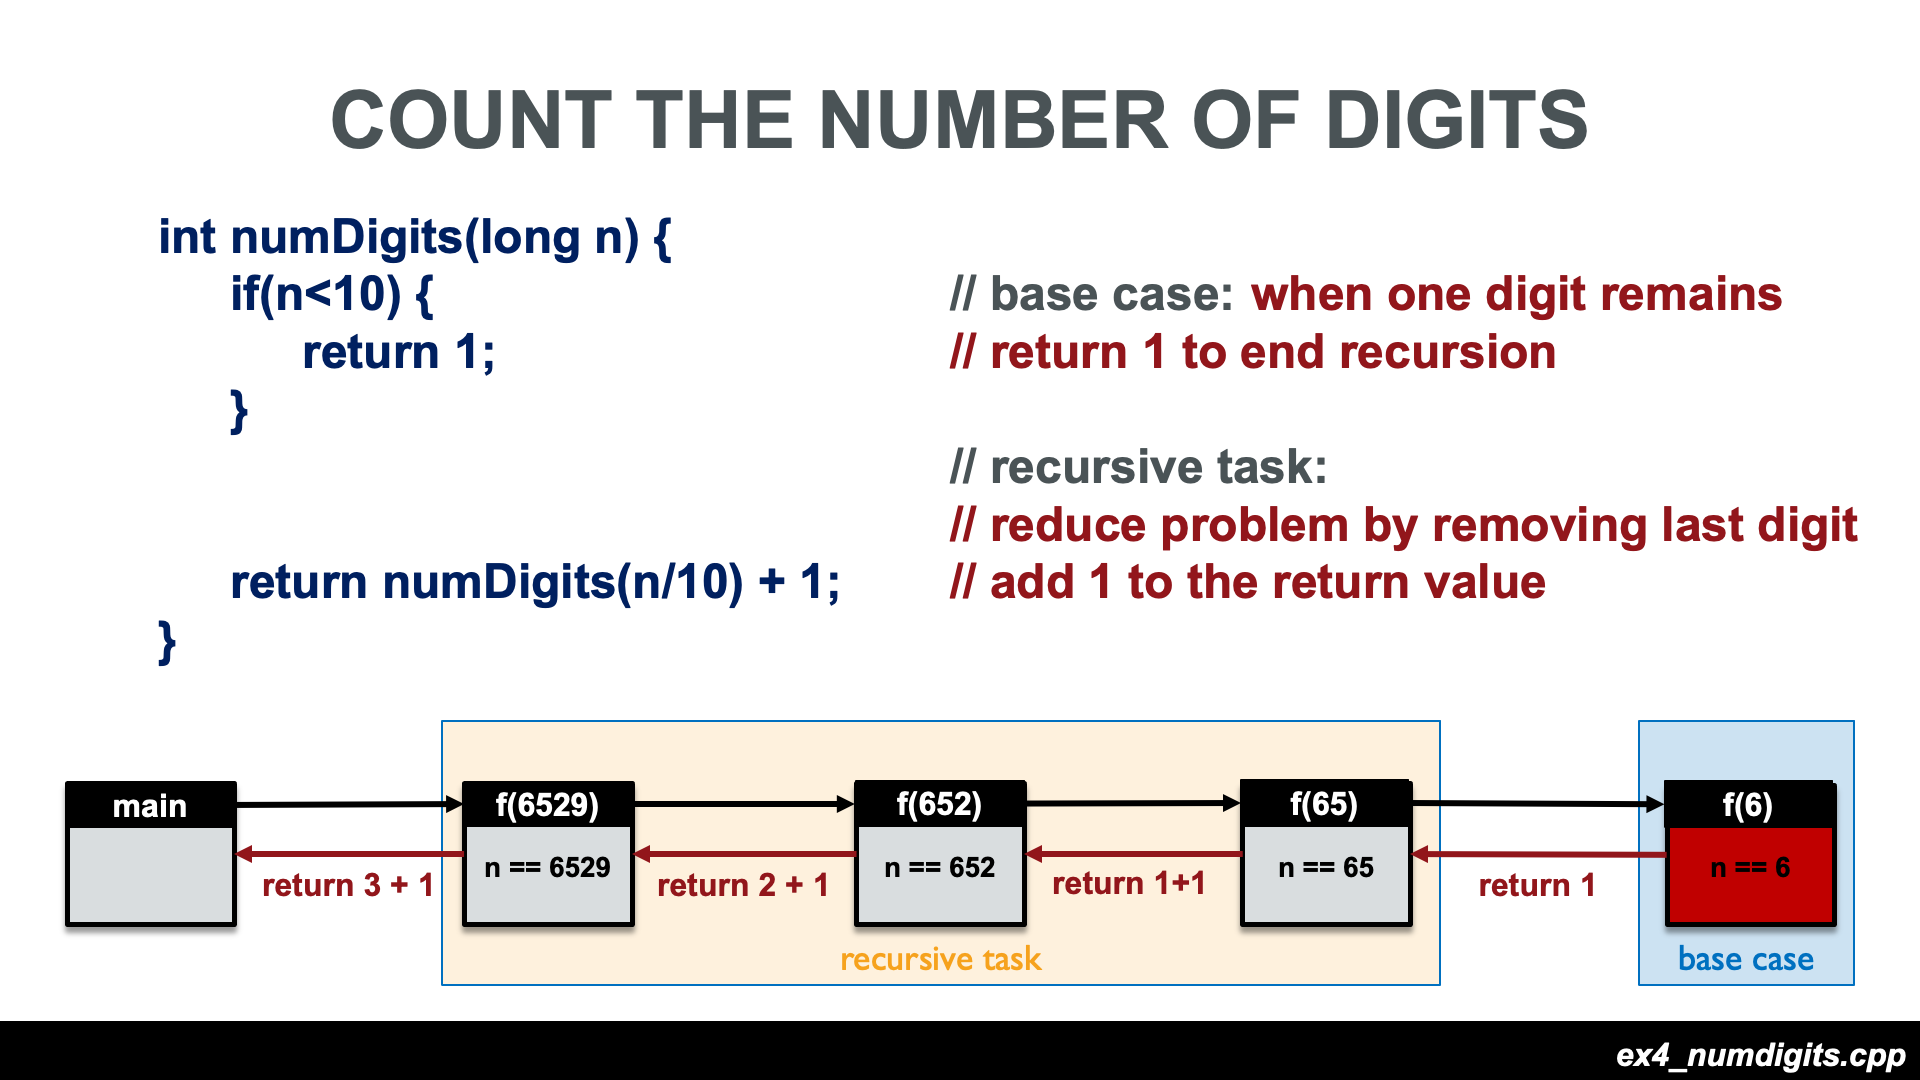 COUNT THE NUMBER OF DIGITS
int numDigits(long n) {
if(n<10) { // base case: when one digit remains
return 1; // return 1 to end recursion
}
// recursive task:
// reduce problem by removing last digit
return numDigits(n/10) + 1; // add 1 to the return value
}
main f(6529) f(652) f(65) f(6)
n == 6529 n == 652 n == 65 n == 6
return 3 + 1 return 2 + 1 return 1+1 return 1
recursive task base case
ex4_numdigits.cpp